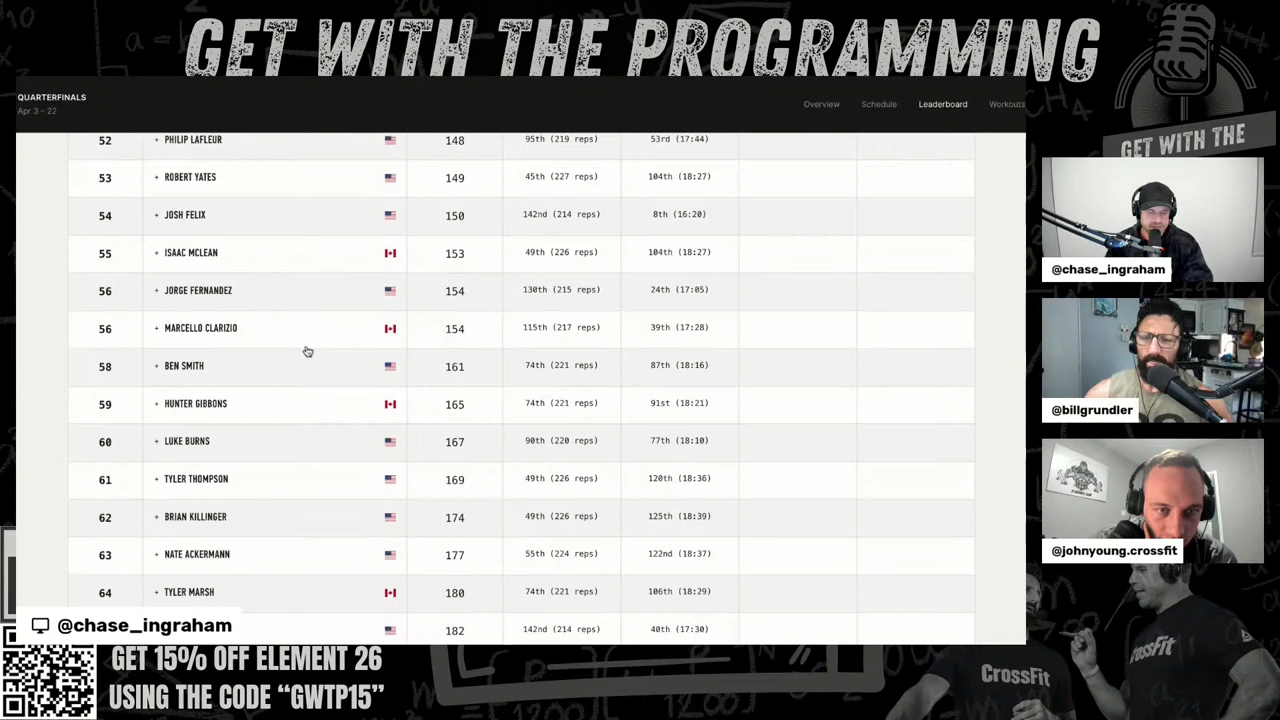 GET WITH THE PROGRAMMING
QUARTERFINALS
Apr 3 – 22
Overview Schedule Leaderboard Workouts
52 + PHILIP LAFLEUR 148 95th (219 reps) 53rd (17:44)
53 + ROBERT YATES 149 45th (227 reps) 104th (18:27)
54 + JOSH FELIX 150 142nd (214 reps) 8th (16:20)
55 + ISAAC MCLEAN 153 49th (226 reps) 104th (18:27)
56 + JORGE FERNANDEZ 154 130th (215 reps) 24th (17:05)
56 + MARCELLO CLARIZIO 154 115th (217 reps) 39th (17:28)
58 + BEN SMITH 161 74th (221 reps) 87th (18:16)
59 + HUNTER GIBBONS 165 74th (221 reps) 91st (18:21)
60 + LUKE BURNS 167 90th (220 reps) 77th (18:10)
61 + TYLER THOMPSON 169 49th (226 reps) 120th (18:36)
62 + BRIAN KILLINGER 174 49th (226 reps) 125th (18:39)
63 + NATE ACKERMANN 177 55th (224 reps) 122nd (18:37)
64 + TYLER MARSH 180 74th (221 reps) 106th (18:29)
182 142nd (214 reps) 40th (17:30)
@chase_ingraham
GET 15% OFF ELEMENT 26
USING THE CODE “GWTP15”
GET WITH THE
@chase_ingraham
@billgrundler
@johnyoung.crossfit
CrossFit
CrossFit